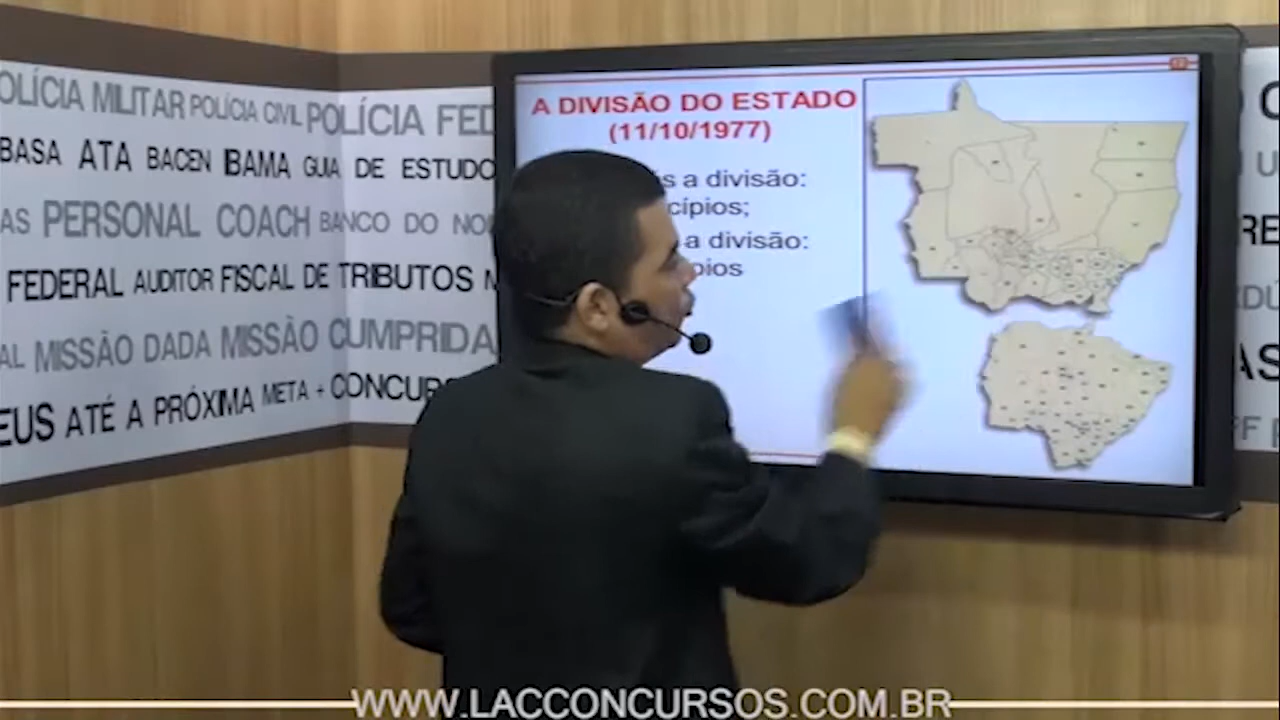 OLÍCIA MILITAR POLÍCIA CIVIL POLÍCIA FED
BASA ATA BACEN IBAMA GUIA DE ESTUDO
AS PERSONAL COACH BANCO DO NO
FEDERAL AUDITOR FISCAL DE TRIBUTOS M
AL MISSÃO DADA MISSÃO CUMPRIDA
EUS ATÉ A PRÓXIMA META + CONCURS
A DIVISÃO DO ESTADO
(11/10/1977)
s a divisão:
cípios;
a divisão:
pios
WWW.LACCONCURSOS.COM.BR